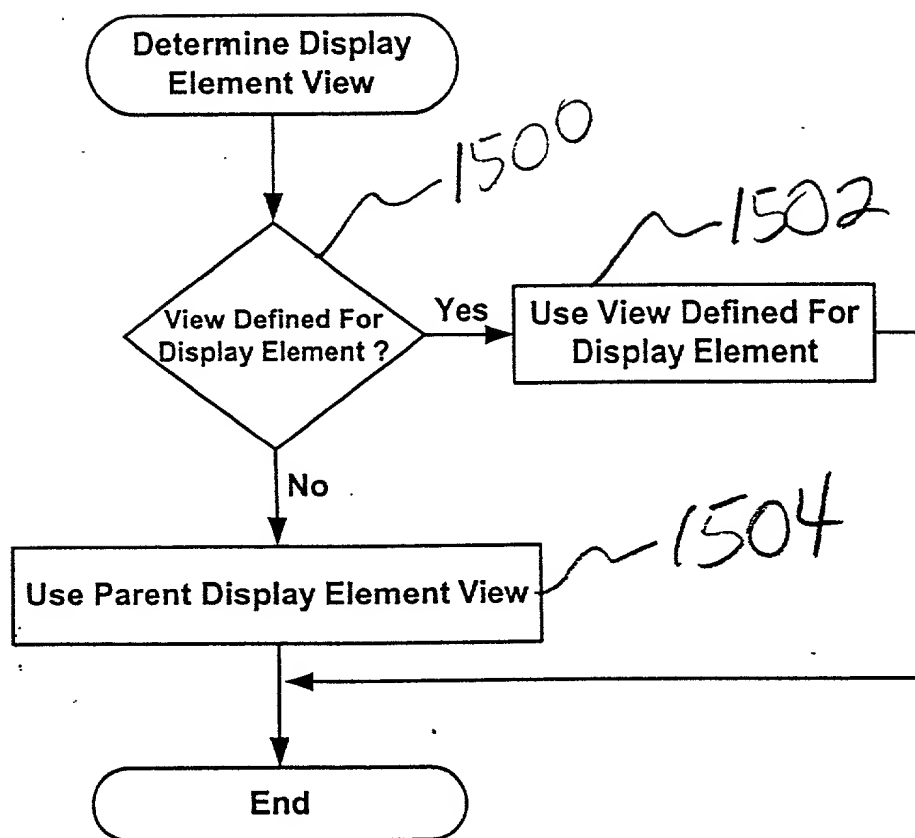 Determine Display
Element View
1500
1502
View Defined For
Display Element ?
Yes
Use View Defined For
Display Element
No
1504
Use Parent Display Element View
End